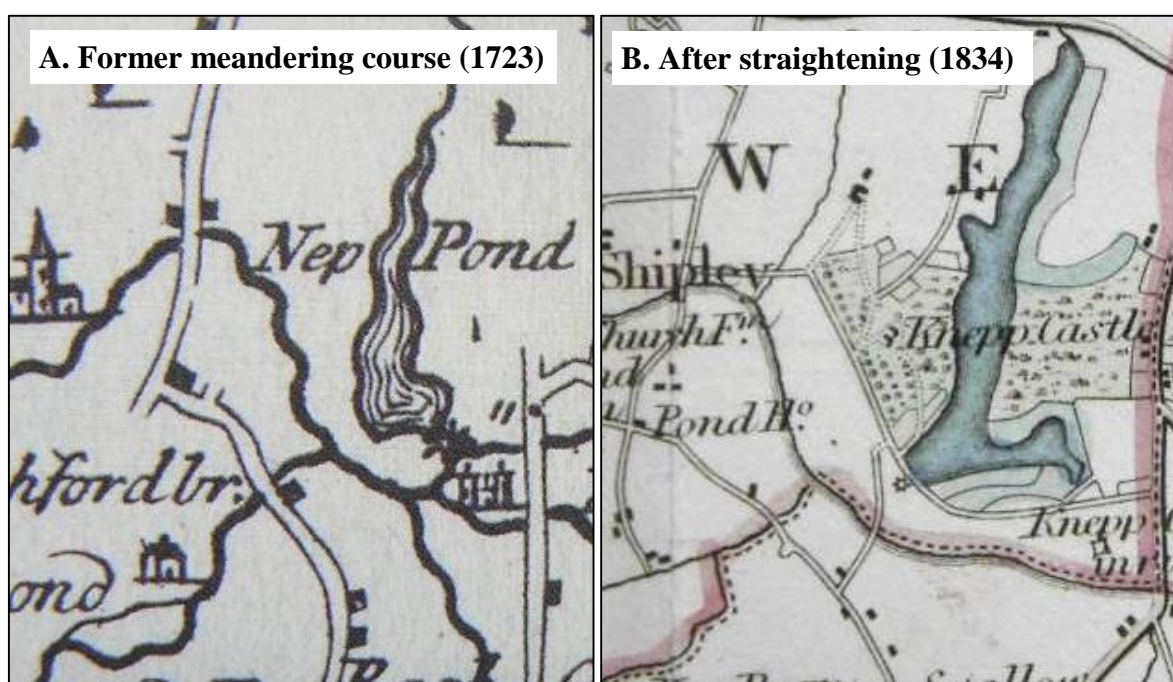 A. Former meandering course (1723)
Nep Pond
hford br.
ond
B. After straightening (1834)
W E
Shipley
Knepp Castle
hurch Fm.
Pond Ho.
Knepp